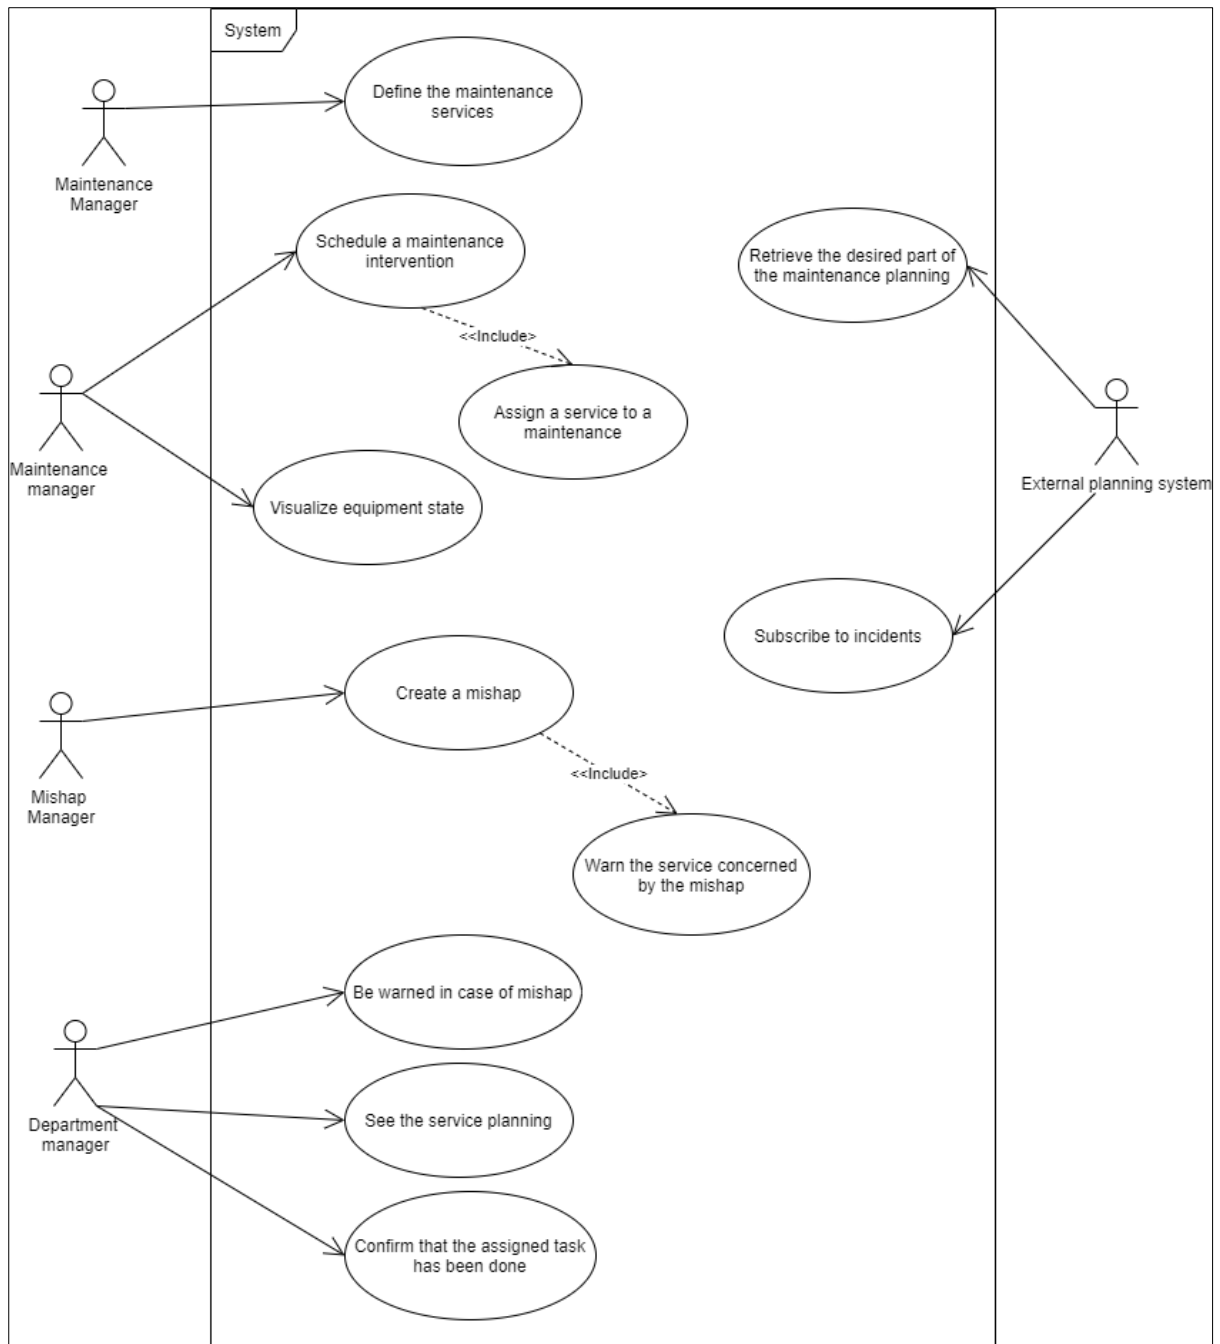 System
Define the maintenance
services
Maintenance
Manager
Schedule a maintenance
intervention
Retrieve the desired part of
the maintenance planning
<<Include>
Assign a service to a
maintenance
Maintenance
manager
External planning system
Visualize equipment state
Subscribe to incidents
Create a mishap
<<Include>
Mishap
Manager
Warn the service concerned
by the mishap
Be warned in case of mishap
See the service planning
Department
manager
Confirm that the assigned task
has been done